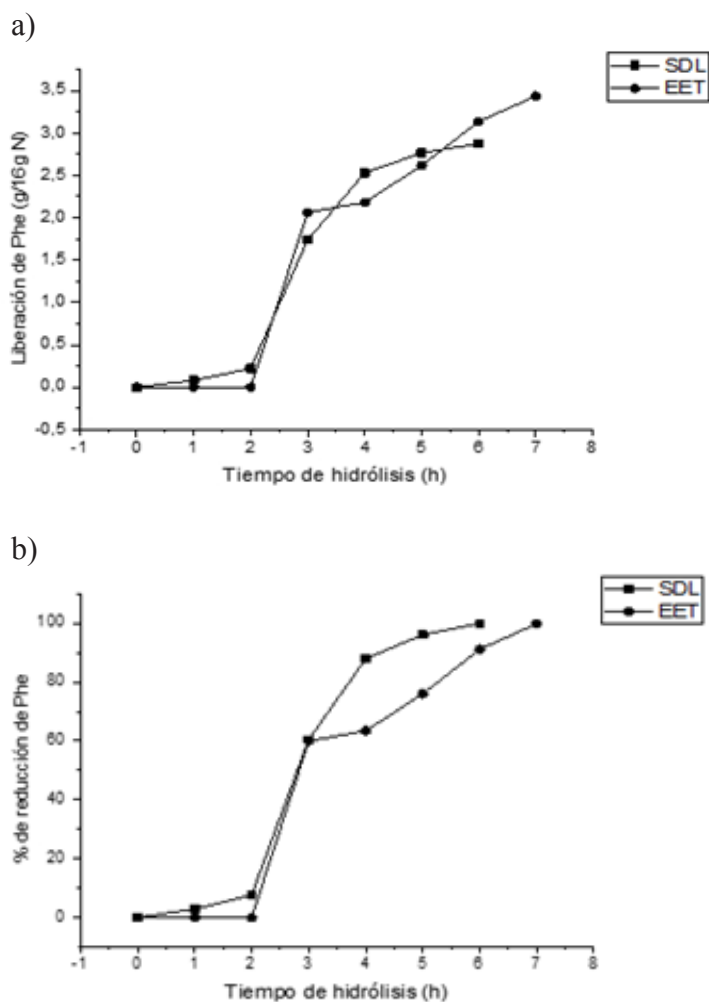 a)
SDL
EET
3,5
3,0
2,5
2,0
1,5
1,0
0,5
0,0
-0,5
Liberación de Phe (g/16g N)
-1 0 1 2 3 4 5 6 7 8
Tiempo de hidrólisis (h)
b)
SDL
EET
100
80
60
40
20
0
% de reducción de Phe
-1 0 1 2 3 4 5 6 7 8
Tiempo de hidrólisis (h)